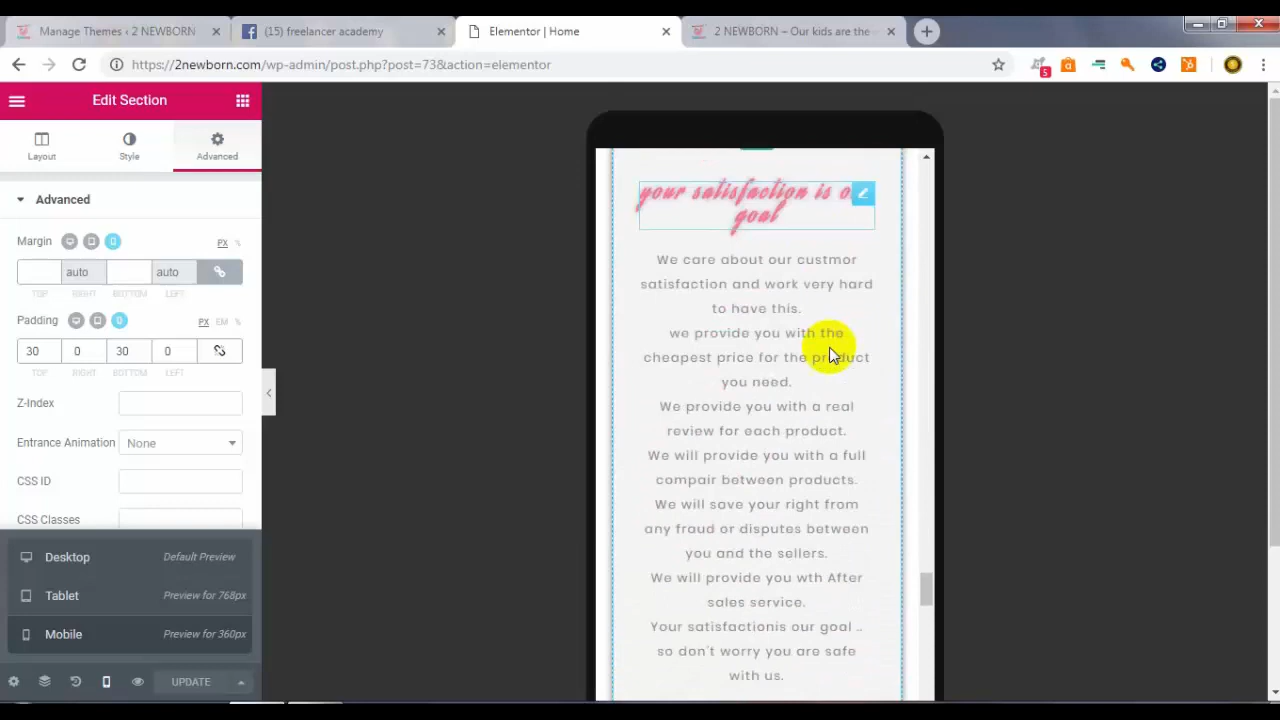 Manage Themes ‹ 2 NEWBORN
(15) freelancer academy
Elementor | Home
2 NEWBORN – Our kids are the
https://2newborn.com/wp-admin/post.php?post=73&action=elementor
5
Edit Section
Layout
Style
Advanced
Advanced
Margin
PX
%
auto
auto
TOP
RIGHT
BOTTOM
LEFT
Padding
PX
EM
%
30
0
30
0
TOP
RIGHT
BOTTOM
LEFT
Z-Index
Entrance Animation
None
CSS ID
CSS Classes
Desktop
Default Preview
Tablet
Preview for 768px
Mobile
Preview for 360px
UPDATE
your satisfaction is
goal
We care about our custmor
satisfaction and work very hard
to have this.
we provide you with the
cheapest price for the product
you need.
We provide you with a real
review for each product.
We will provide you with a full
compair between products.
We will save your right from
any fraud or disputes between
you and the sellers.
We will provide you wth After
sales service.
Your satisfactionis our goal ..
so don't worry you are safe
with us.